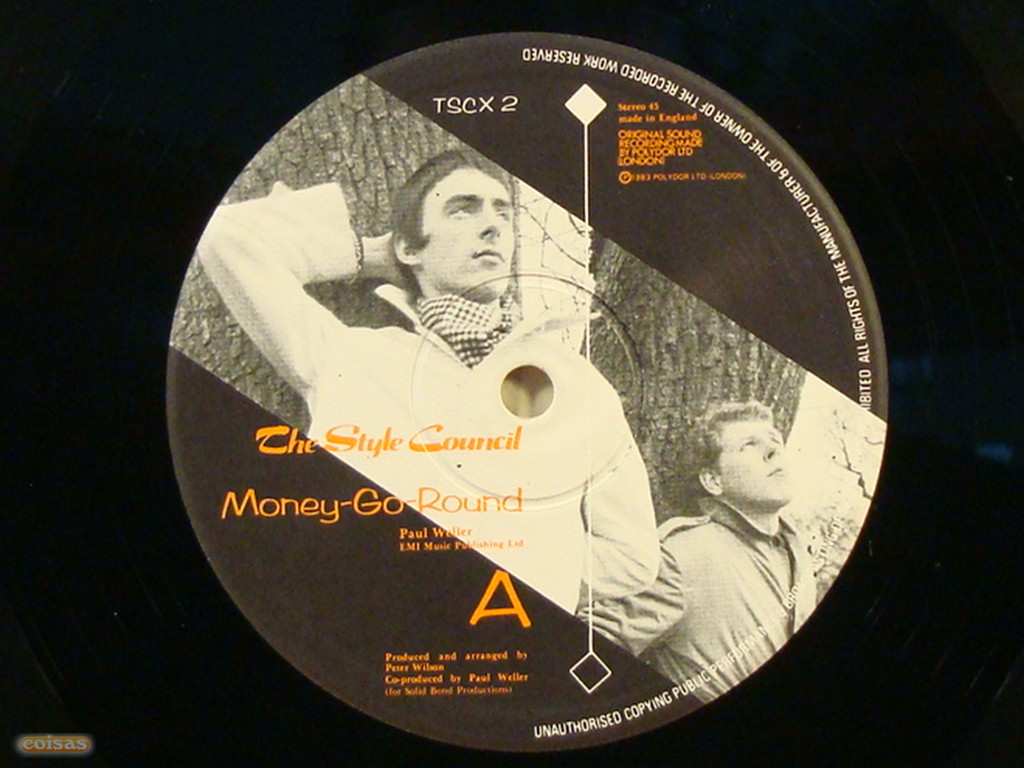 TSCX 2
Stereo 45
made in England
ORIGINAL SOUND
RECORDING MADE
BY POLYDOR LTD
(LONDON)
Ⓟ 1983 POLYDOR LTD (LONDON)
The Style Council
Money-Go-Round
Paul Weller
EMI Music Publishing Ltd
A
Produced and arranged by
Peter Wilson
Co-produced by Paul Weller
(for Solid Bond Productions)
UNAUTHORISED COPYING PUBLIC IBITED ALL RIGHTS OF THE MANUFACTURER & OF THE OWNER OF THE RECORDED WORK RESERVED
coisas